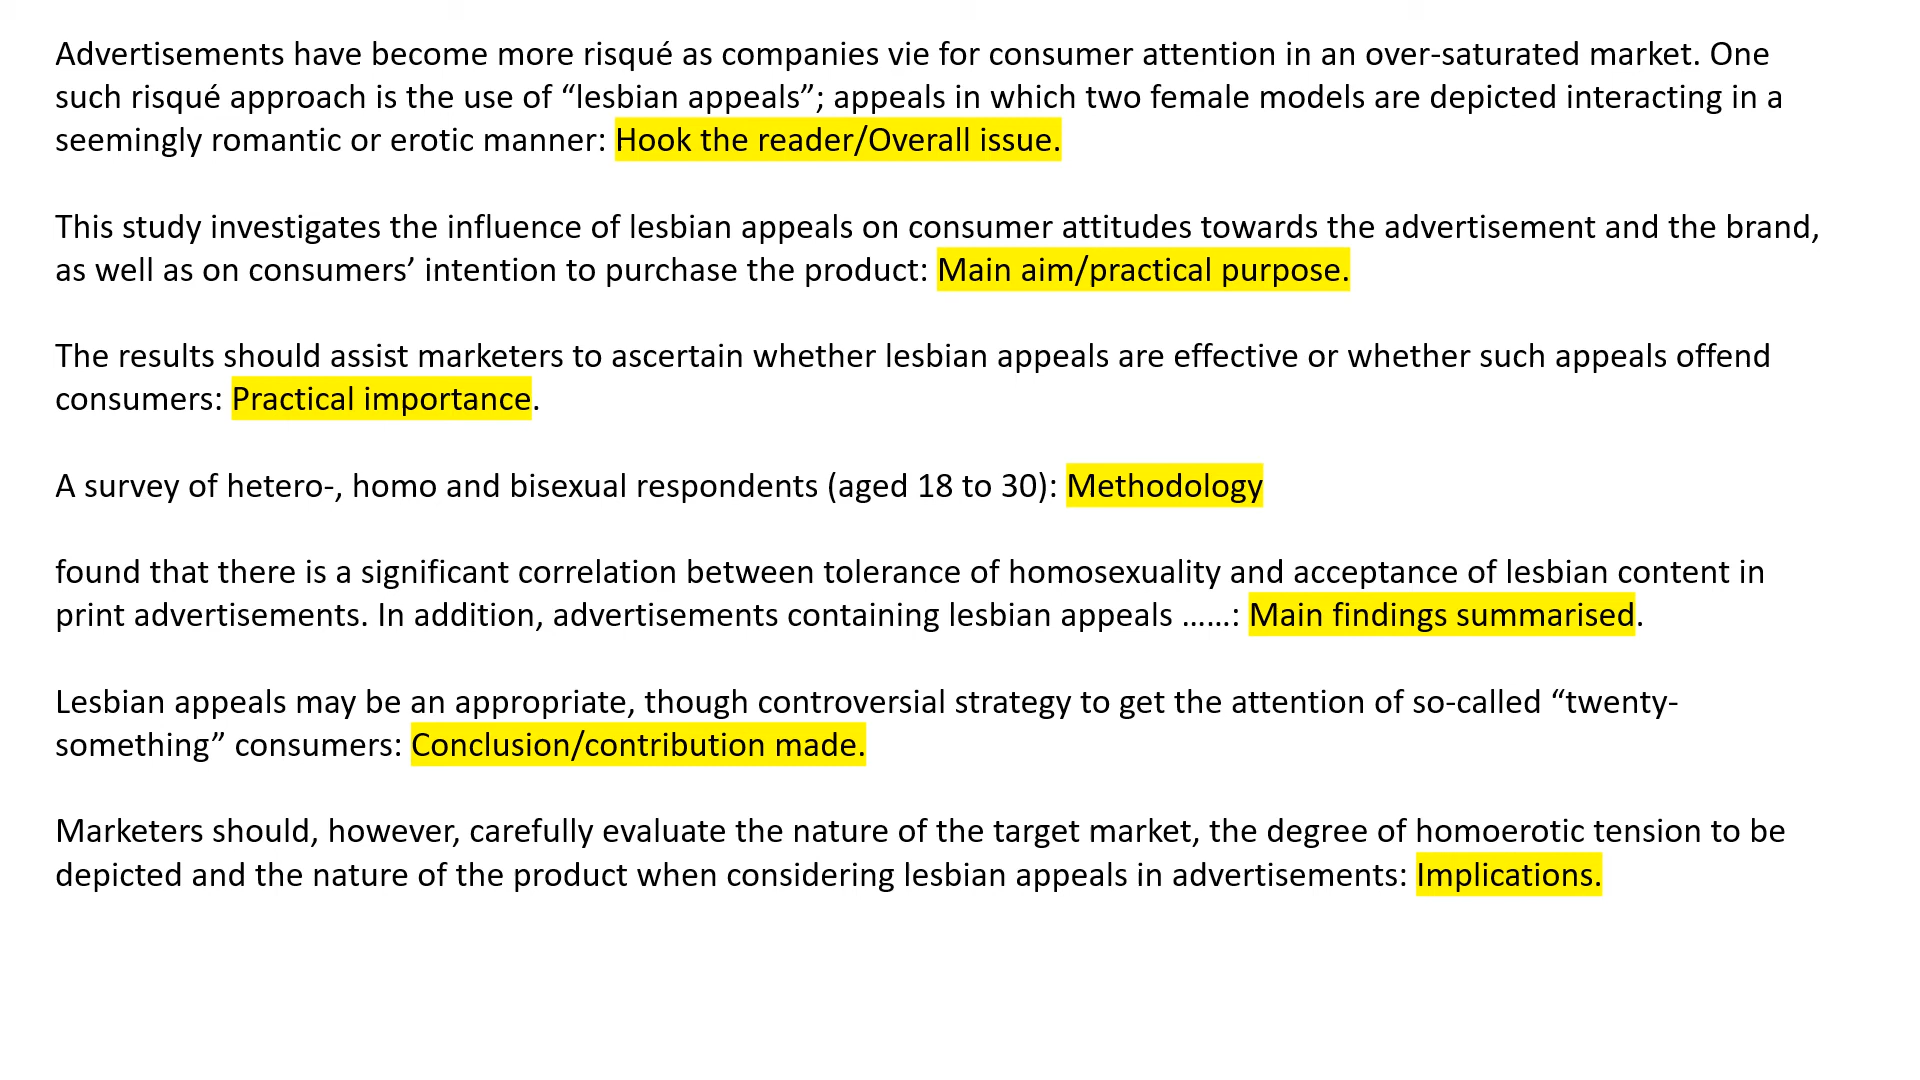 Advertisements have become more risqué as companies vie for consumer attention in an over-saturated market. One
such risqué approach is the use of “lesbian appeals”; appeals in which two female models are depicted interacting in a
seemingly romantic or erotic manner: Hook the reader/Overall issue.
This study investigates the influence of lesbian appeals on consumer attitudes towards the advertisement and the brand,
as well as on consumers’ intention to purchase the product: Main aim/practical purpose.
The results should assist marketers to ascertain whether lesbian appeals are effective or whether such appeals offend
consumers: Practical importance.
A survey of hetero-, homo and bisexual respondents (aged 18 to 30): Methodology
found that there is a significant correlation between tolerance of homosexuality and acceptance of lesbian content in
print advertisements. In addition, advertisements containing lesbian appeals ……: Main findings summarised.
Lesbian appeals may be an appropriate, though controversial strategy to get the attention of so-called “twenty-
something” consumers: Conclusion/contribution made.
Marketers should, however, carefully evaluate the nature of the target market, the degree of homoerotic tension to be
depicted and the nature of the product when considering lesbian appeals in advertisements: Implications.